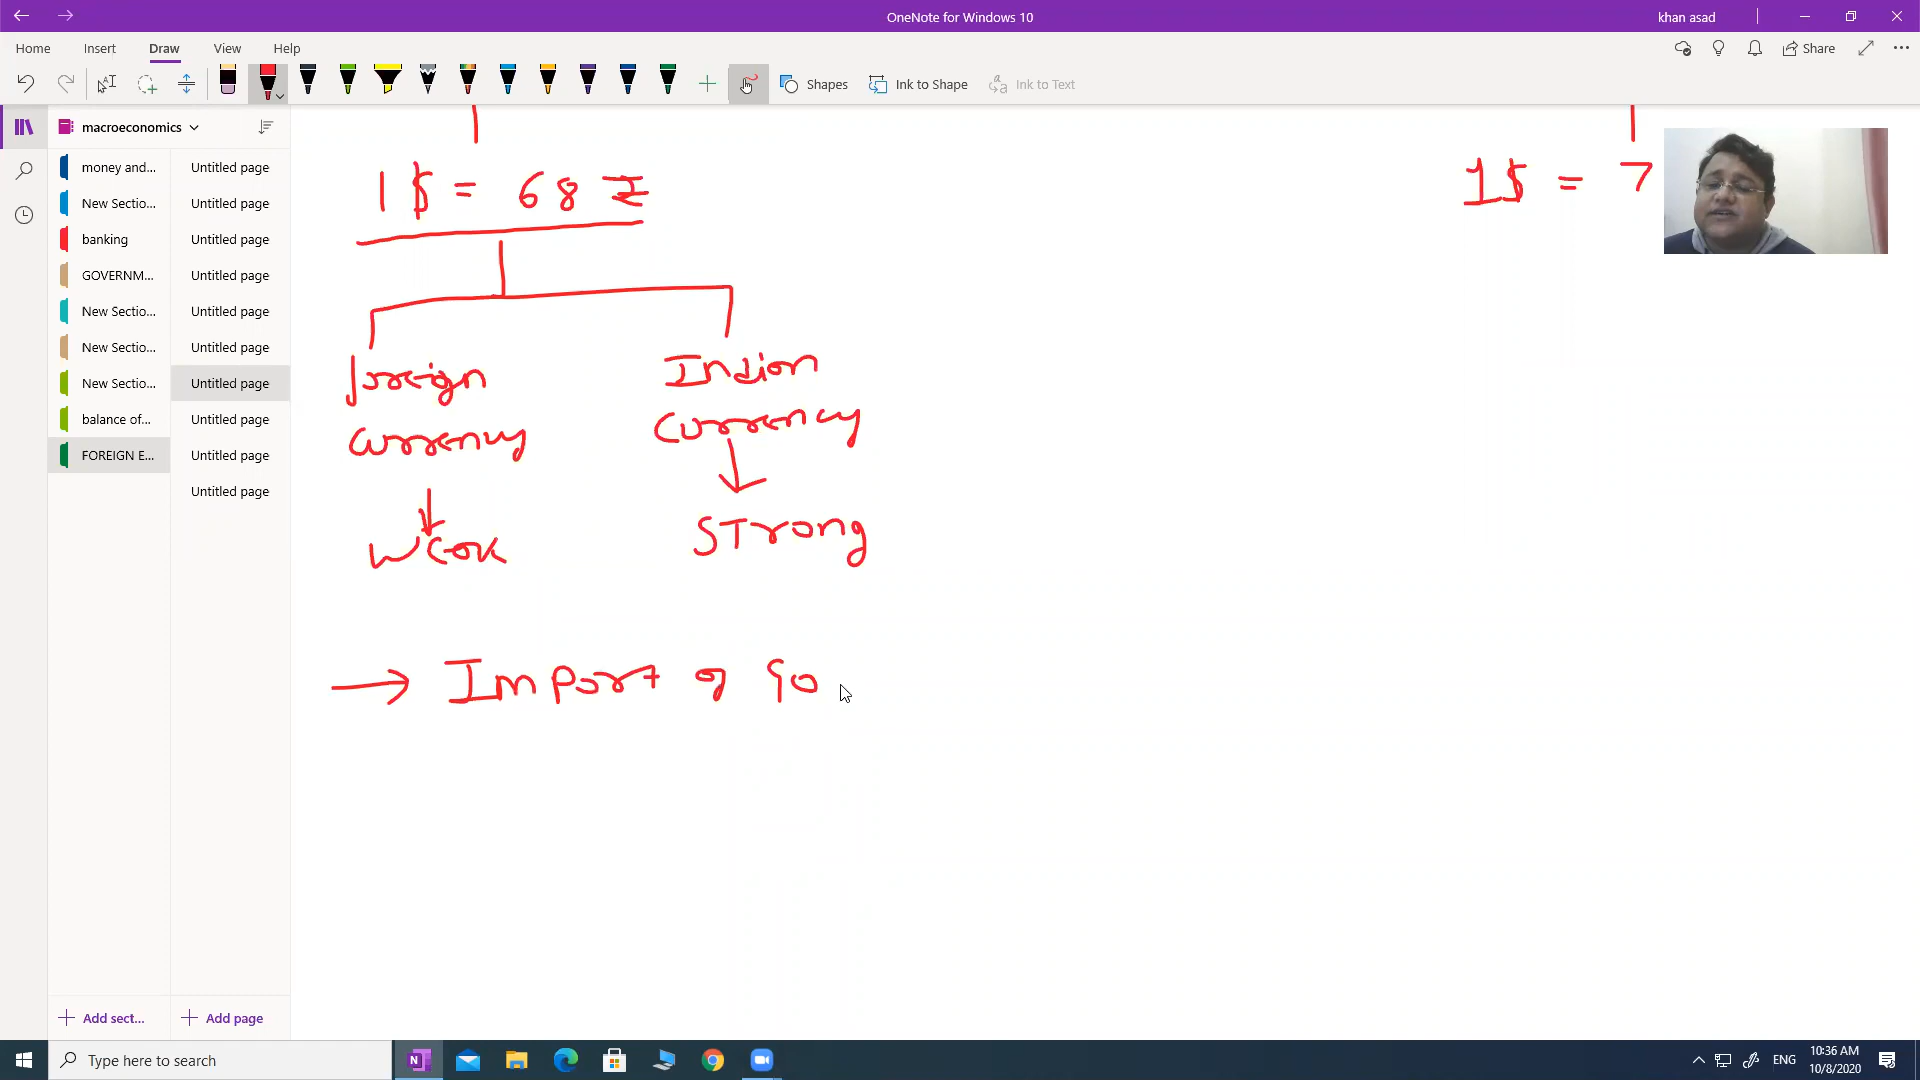 OneNote for Windows 10
khan asad
Home Insert Draw View Help
Share
Shapes Ink to Shape Ink to Text
macroeconomics
money and...
New Sectio...
banking
GOVERNM...
New Sectio...
New Sectio...
New Sectio...
balance of...
FOREIGN E...
Untitled page
Untitled page
Untitled page
Untitled page
Untitled page
Untitled page
Untitled page
Untitled page
Untitled page
Untitled page
1$ = 68 ₹
1$ = 7
foreign
currency
Weak
Indian
currency
STrong
→ Import of go
Add sect... Add page
Type here to search
ENG
10:36 AM
10/8/2020